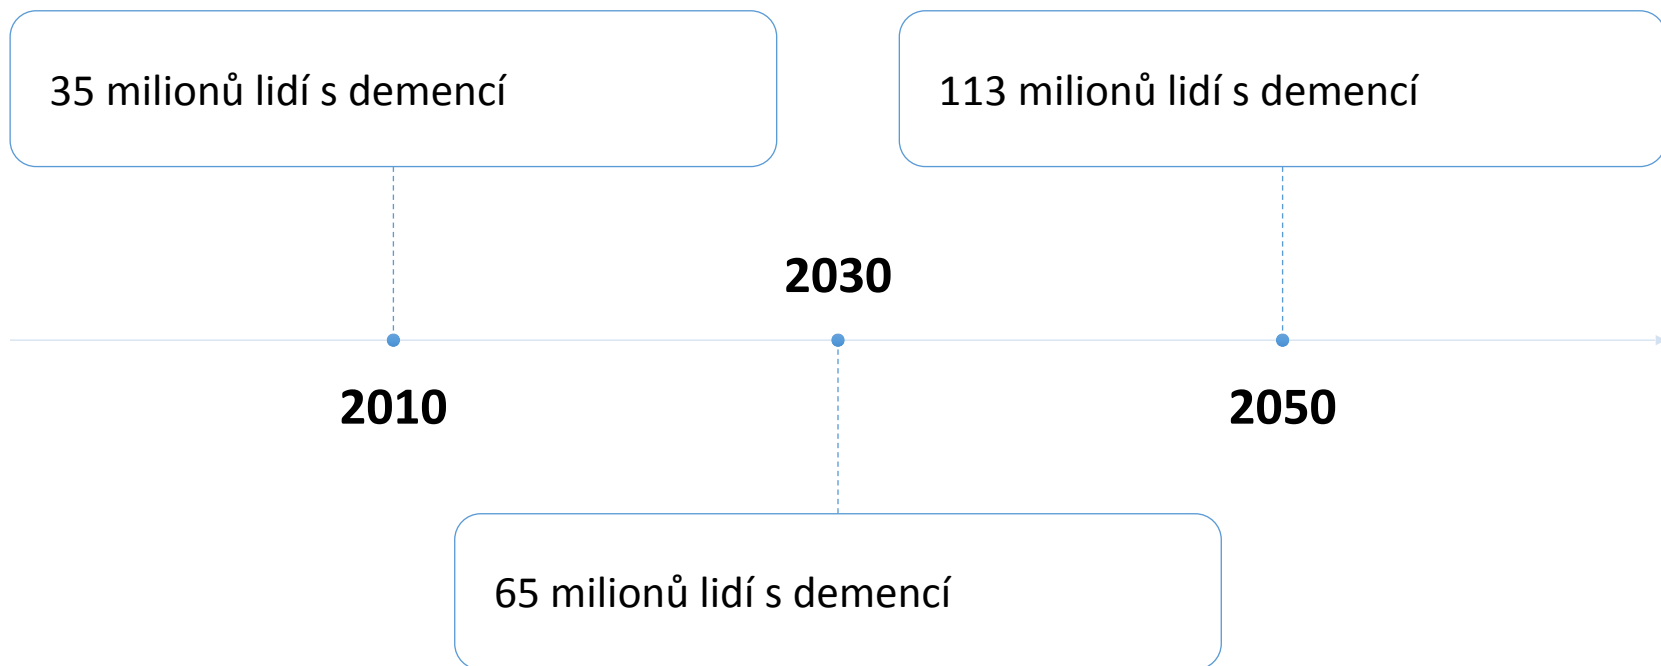 35 milionů lidí s demencí
113 milionů lidí s demencí
2030
2010
2050
65 milionů lidí s demencí